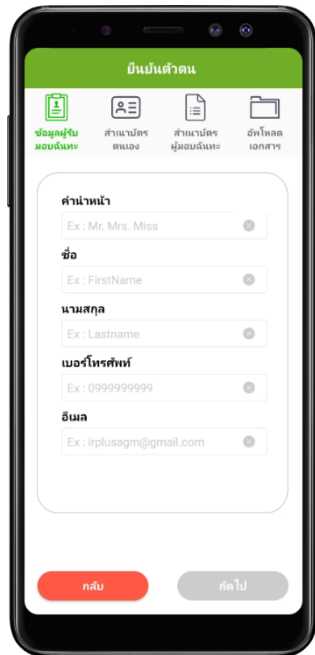 ยืนยันตัวตน
ข้อมูลผู้รับ
มอบฉันทะ
สำเนาบัตร
ตนเอง
สำเนาบัตร
ผู้มอบฉันทะ
อัพโหลด
เอกสาร
คำนำหน้า
Ex : Mr. Mrs. Miss
ชื่อ
Ex : FirstName
นามสกุล
Ex : Lastname
เบอร์โทรศัพท์
Ex : 0999999999
อีเมล
Ex : irplusagm@gmail.com
กลับ
ถัดไป